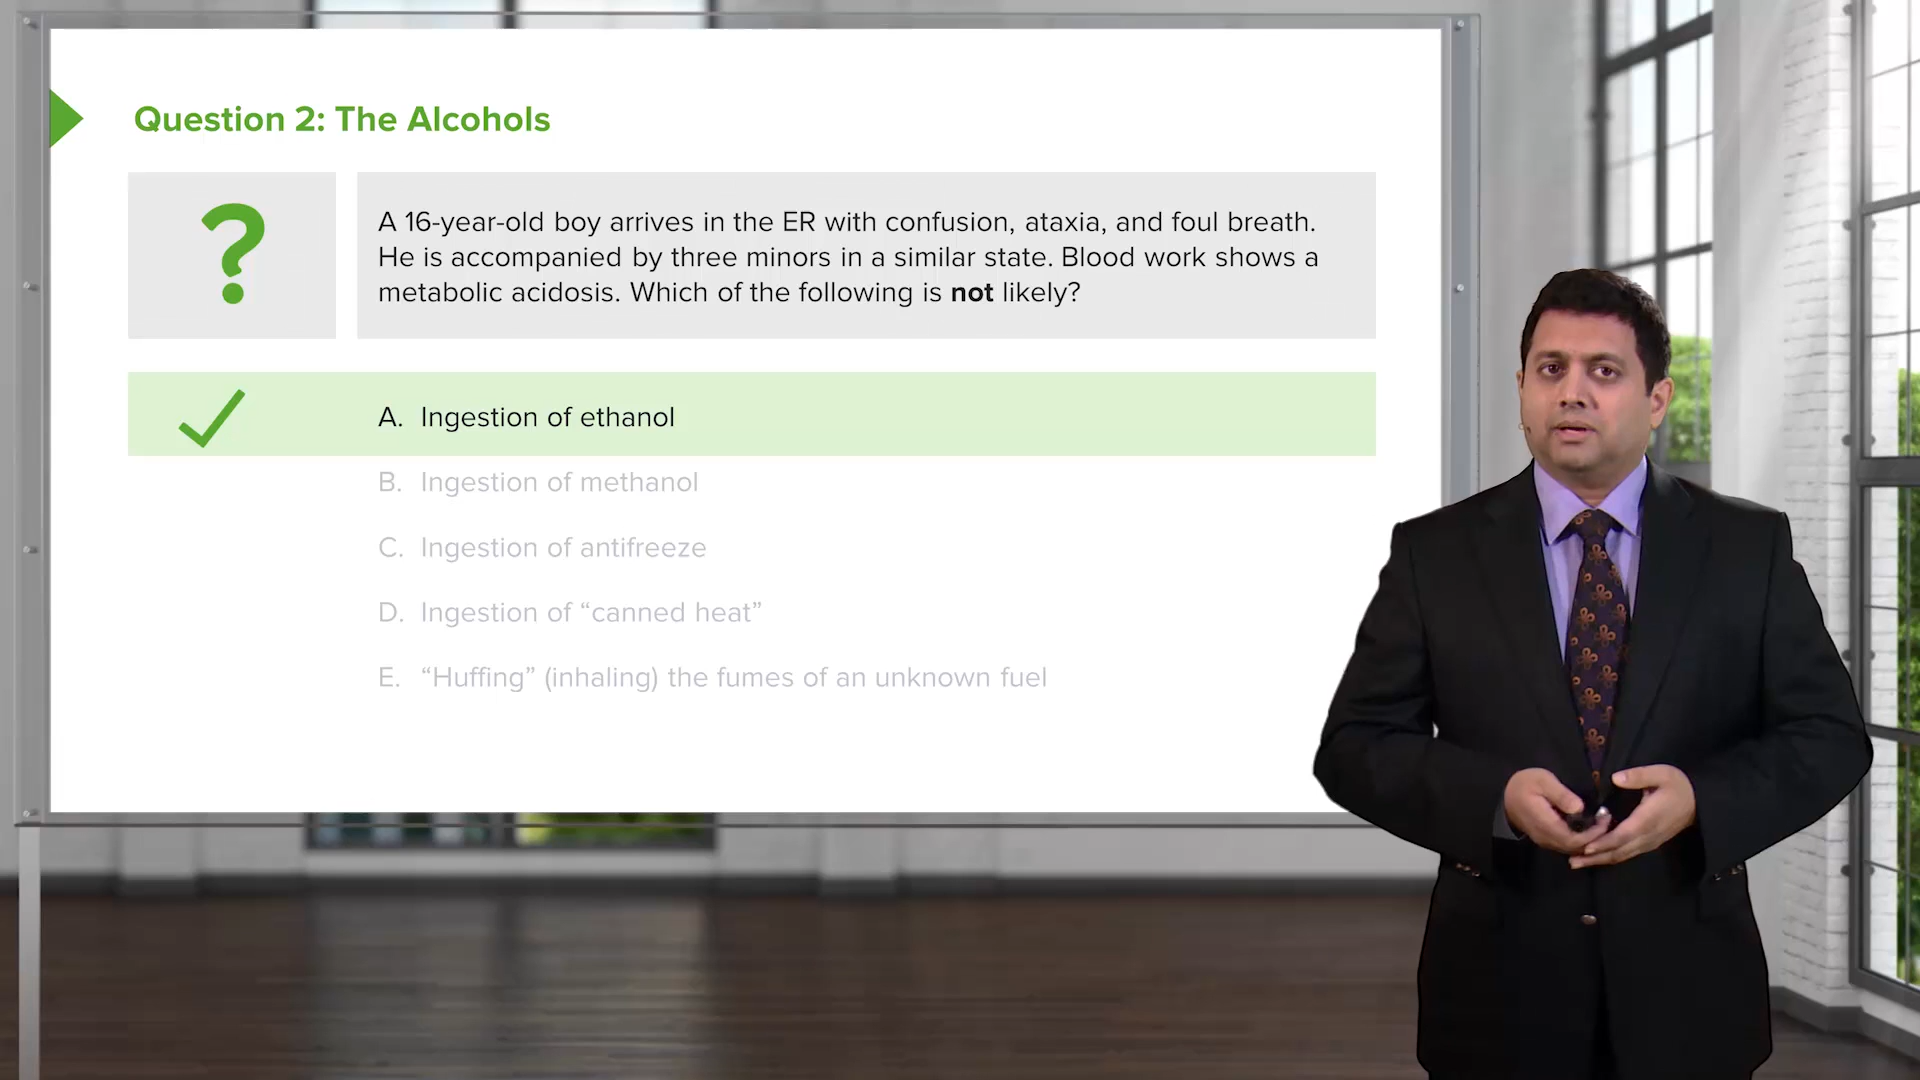 Question 2: The Alcohols
?
A 16-year-old boy arrives in the ER with confusion, ataxia, and foul breath.
He is accompanied by three minors in a similar state. Blood work shows a
metabolic acidosis. Which of the following is not likely?
A. Ingestion of ethanol
B. Ingestion of methanol
C. Ingestion of antifreeze
D. Ingestion of “canned heat”
E. “Huffing” (inhaling) the fumes of an unknown fuel